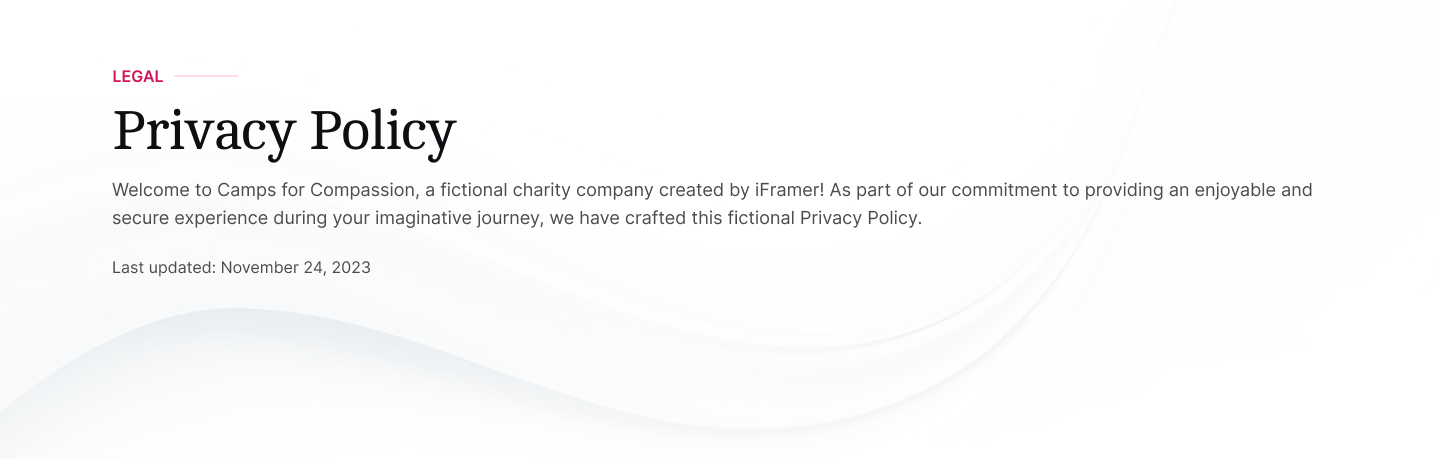 LEGAL
Privacy Policy
Welcome to Camps for Compassion, a fictional charity company created by iFramer! As part of our commitment to providing an enjoyable and
secure experience during your imaginative journey, we have crafted this fictional Privacy Policy.
Last updated: November 24, 2023